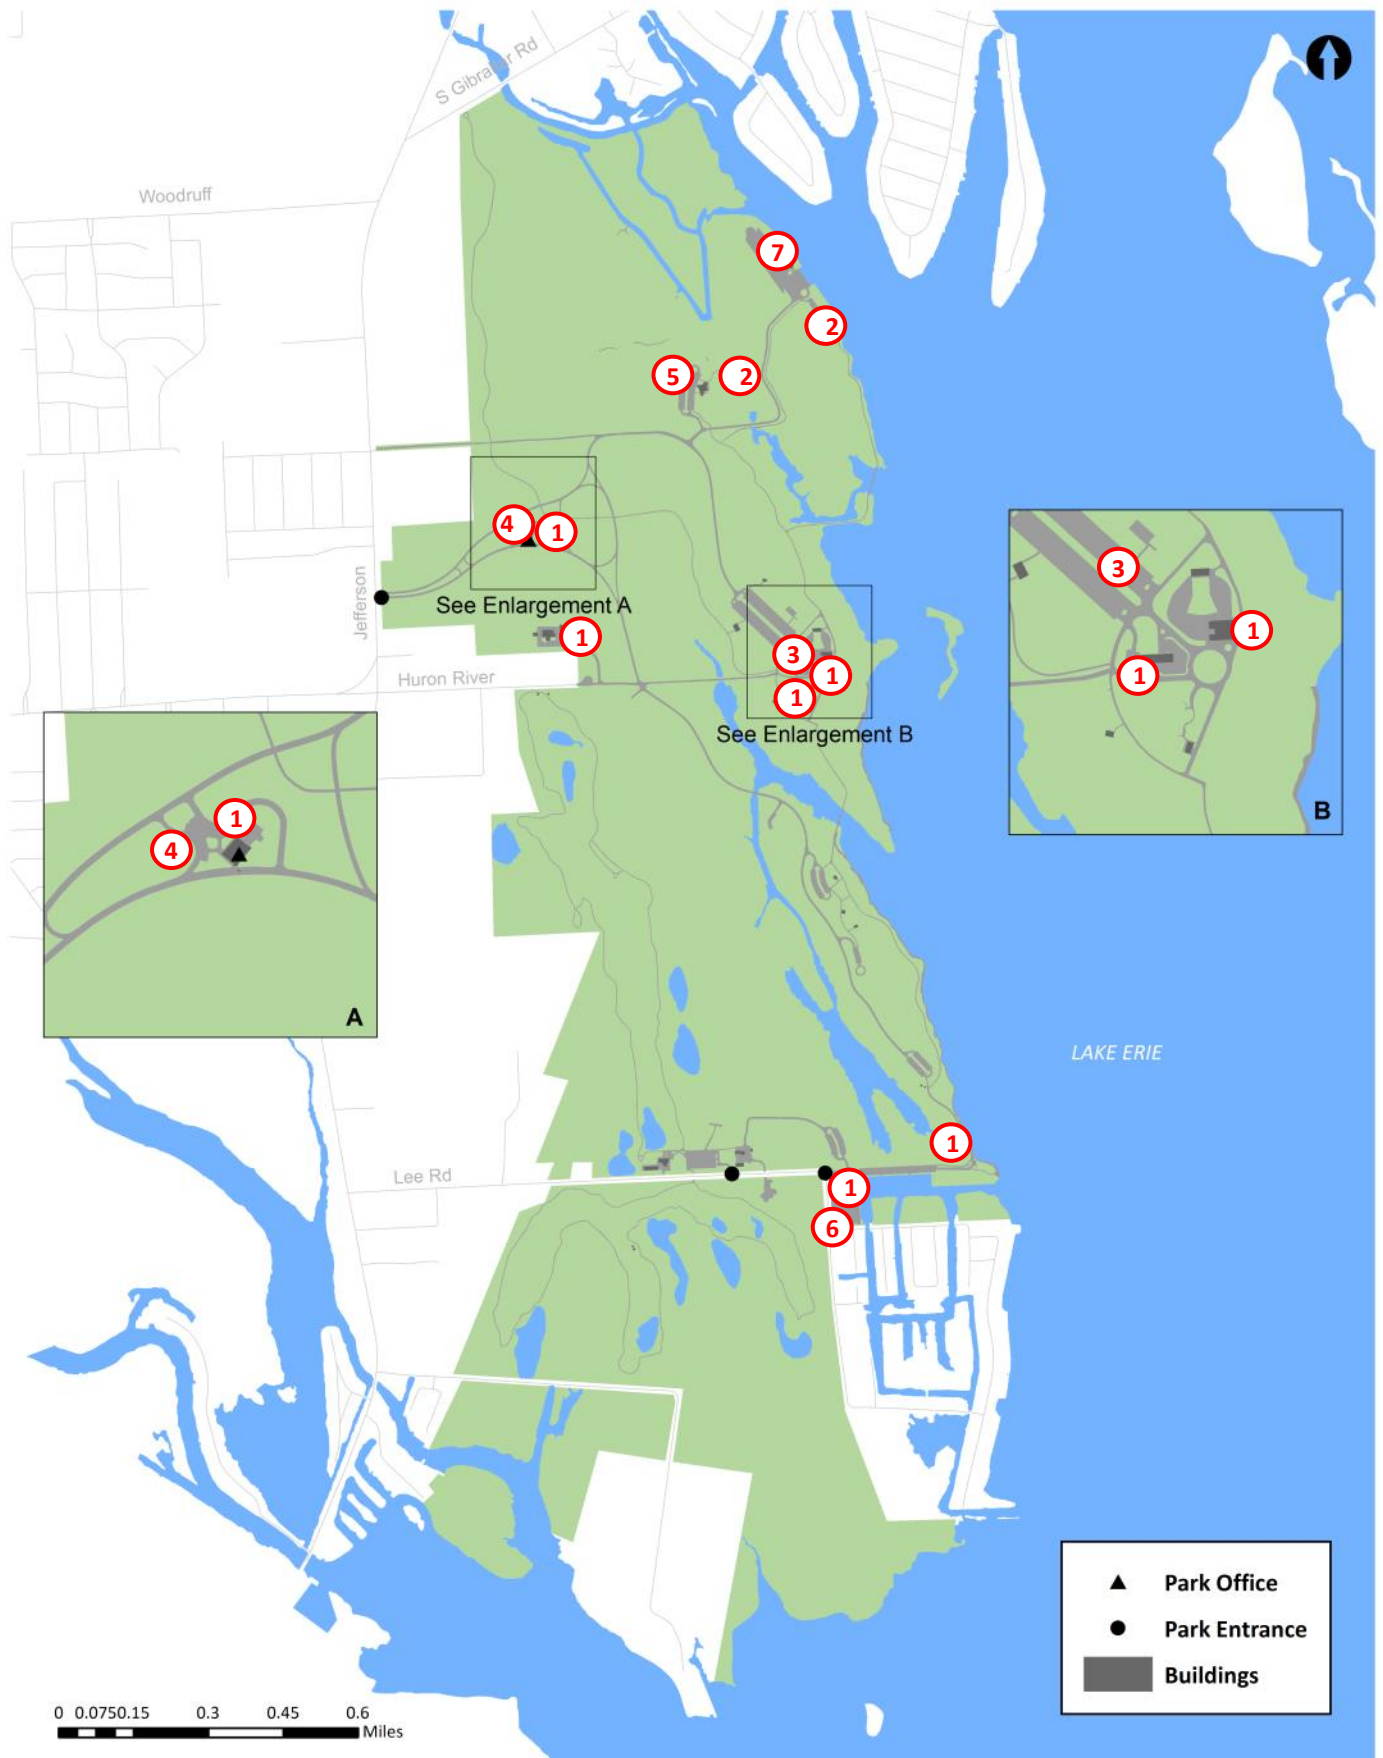 S Gibraltar Rd
Woodruff
7
2
5
2
4
1
See Enlargement A
Jefferson
1
Huron River
3
1
1
See Enlargement B
3
1
1
B
1
4
A
LAKE ERIE
1
Lee Rd
1
6
Park Office
Park Entrance
Buildings
0 0.0750.15 0.3 0.45 0.6
Miles